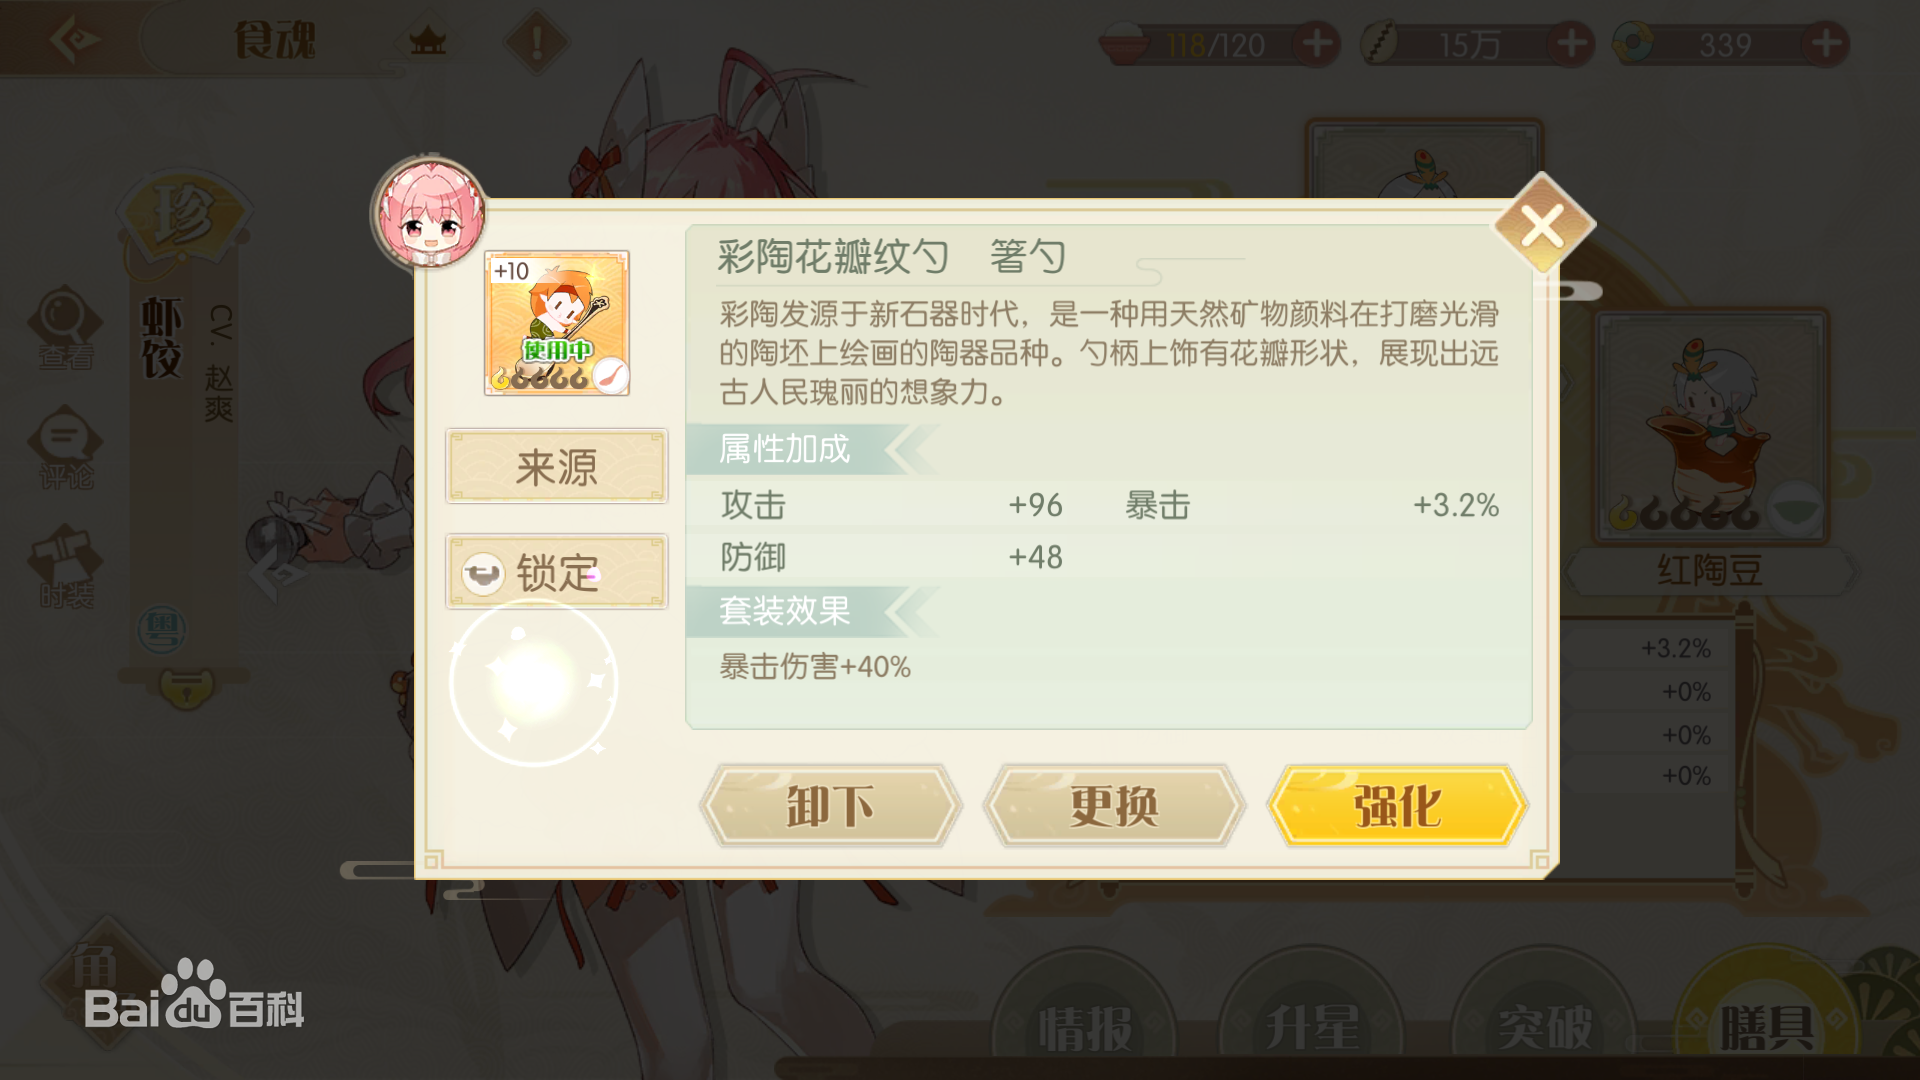 食魂
118/120
15万
339
珍
虾饺
CV. 赵爽
粤
查看
评论
时装
+10
使用中
来源
锁定
彩陶花瓣纹勺 箸勺
彩陶发源于新石器时代，是一种用天然矿物颜料在打磨光滑
的陶坯上绘画的陶器品种。勺柄上饰有花瓣形状，展现出远
古人民瑰丽的想象力。
属性加成
攻击 +96 暴击 +3.2%
防御 +48
套装效果
暴击伤害+40%
卸下
更换
强化
红陶豆
+3.2%
+0%
+0%
+0%
角
Baidu百科
情报
升星
突破
膳具